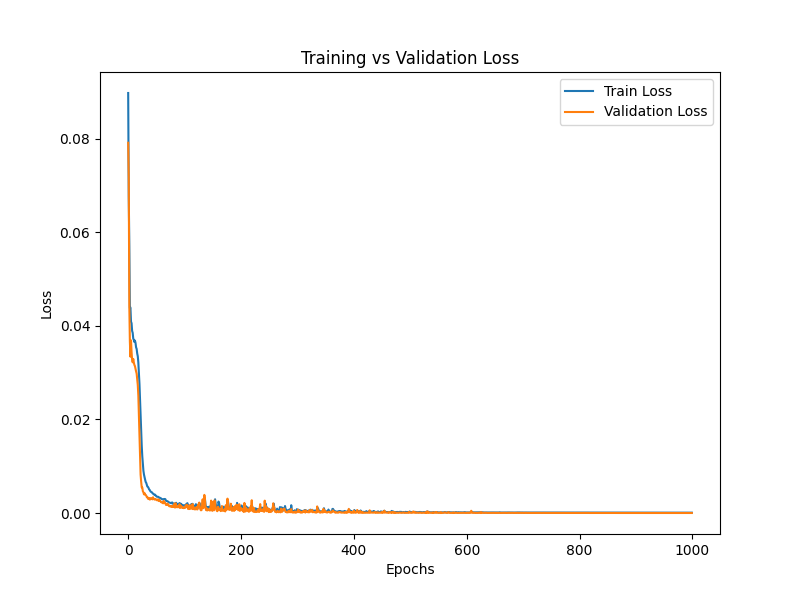 Training vs Validation Loss
Train Loss
Validation Loss
0.08
0.06
0.04
0.02
0.00
Loss
0 200 400 600 800 1000
Epochs